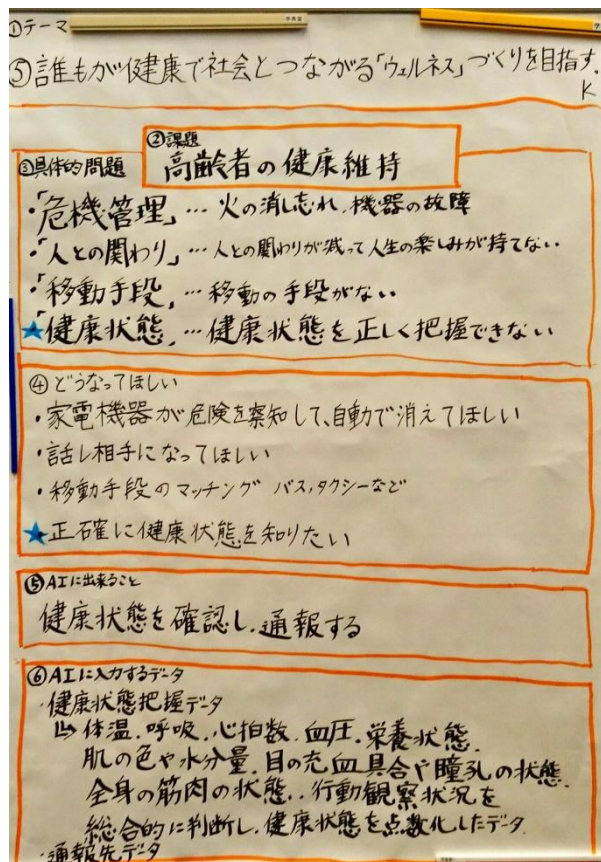 ①テーマ
⑤誰もが健康で社会とつながる「ウェルネス」づくりを目指す.
K
②課題
高齢者の健康維持
③具体的問題
・「危機管理」… 火の消し忘れ、機器の故障
・「人との関わり」… 人との関わりが減って人生の楽しみが持てない
・「移動手段」… 移動の手段がない
★「健康状態」… 健康状態を正しく把握できない
④どうなってほしい
・家電機器が危険を察知して、自動で消えてほしい
・話し相手になってほしい
・移動手段のマッチング バス,タクシーなど
★正確に健康状態を知りたい
⑤AIに出来ること
健康状態を確認し、通報する
⑥AIに入力するデータ
・健康状態把握データ
↳体温、呼吸、心拍数、血圧、栄養状態、
肌の色や水分量、目の充血具合や瞳孔の状態、
全身の筋肉の状態、行動観察状況を
総合的に判断し、健康状態を点数化したデータ
・通報先データ